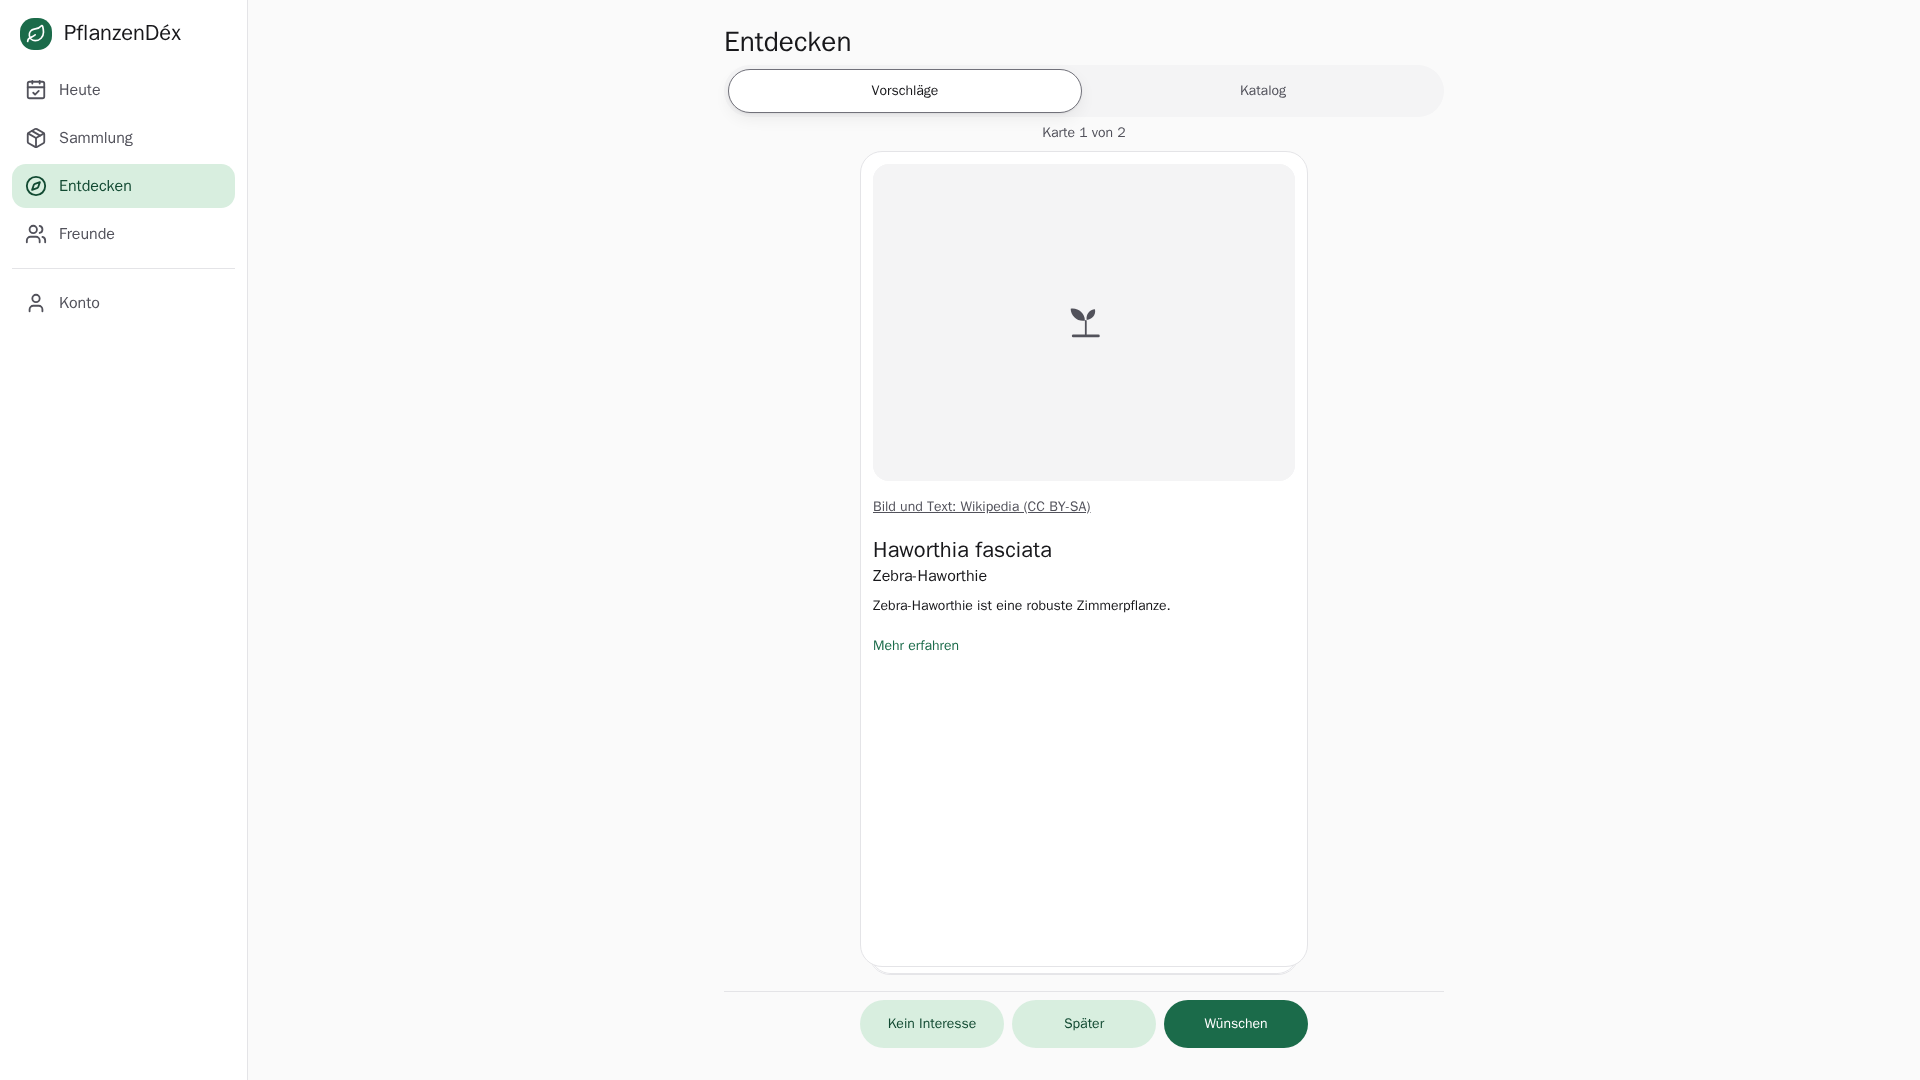 PflanzenDéx
Heute
Sammlung
Entdecken
Freunde
Konto
Entdecken
Vorschläge
Katalog
Karte 1 von 2
Bild und Text: Wikipedia (CC BY-SA)
Haworthia fasciata
Zebra-Haworthie
Zebra-Haworthie ist eine robuste Zimmerpflanze.
Mehr erfahren
Kein Interesse
Später
Wünschen